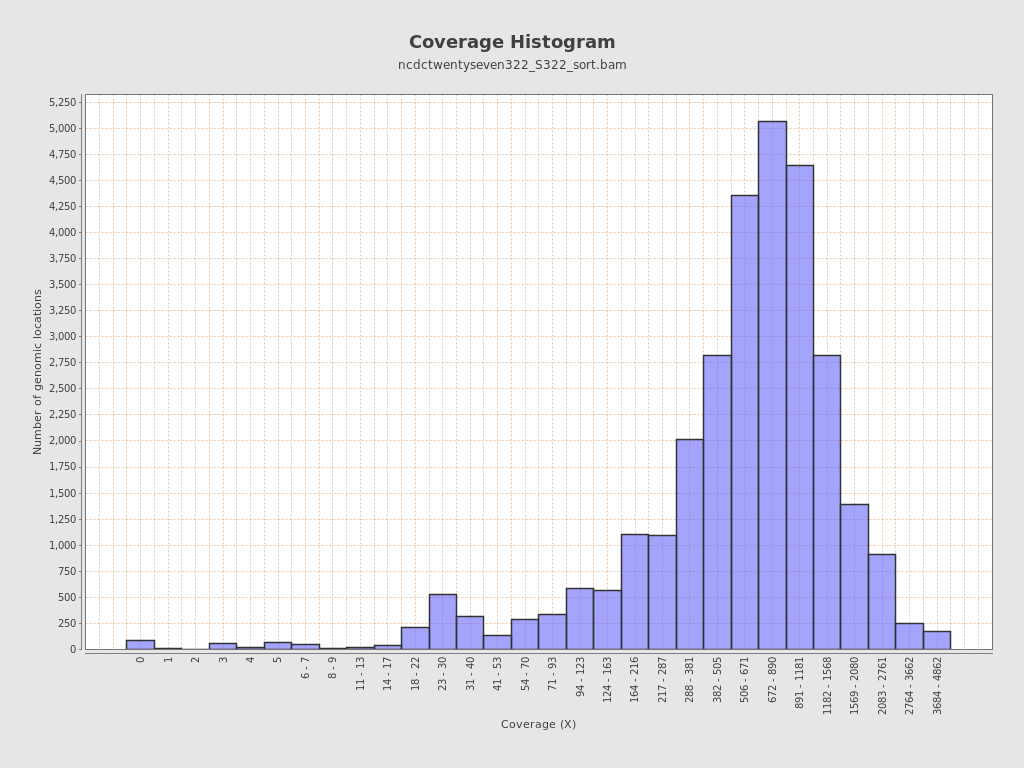 Coverage Histogram
ncdctwentyseven322_S322_sort.bam
5,250
5,000
4,750
4,500
4,250
4,000
3,750
3,500
3,250
3,000
2,750
2,500
2,250
2,000
1,750
1,500
1,250
1,000
750
500
250
0
Number of genomic locations
0
1
2
3
4
5
6 - 7
8 - 9
11 - 13
14 - 17
18 - 22
23 - 30
31 - 40
41 - 53
54 - 70
71 - 93
94 - 123
124 - 163
164 - 216
217 - 287
288 - 381
382 - 505
506 - 671
672 - 890
891 - 1181
1182 - 1568
1569 - 2080
2083 - 2761
2764 - 3662
3684 - 4862
Coverage (X)